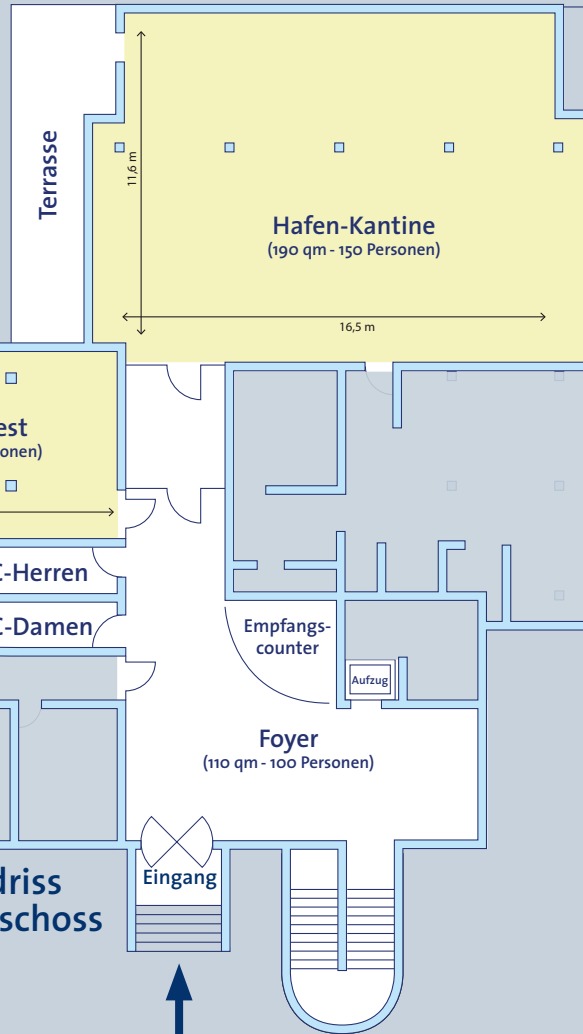 Terrasse
11,6 m
Hafen-Kantine
(190 qm - 150 Personen)
16,5 m
est
onen)
C-Herren
C-Damen
Empfangs-
counter
Aufzug
Foyer
(110 qm - 100 Personen)
Eingang
driss
schoss